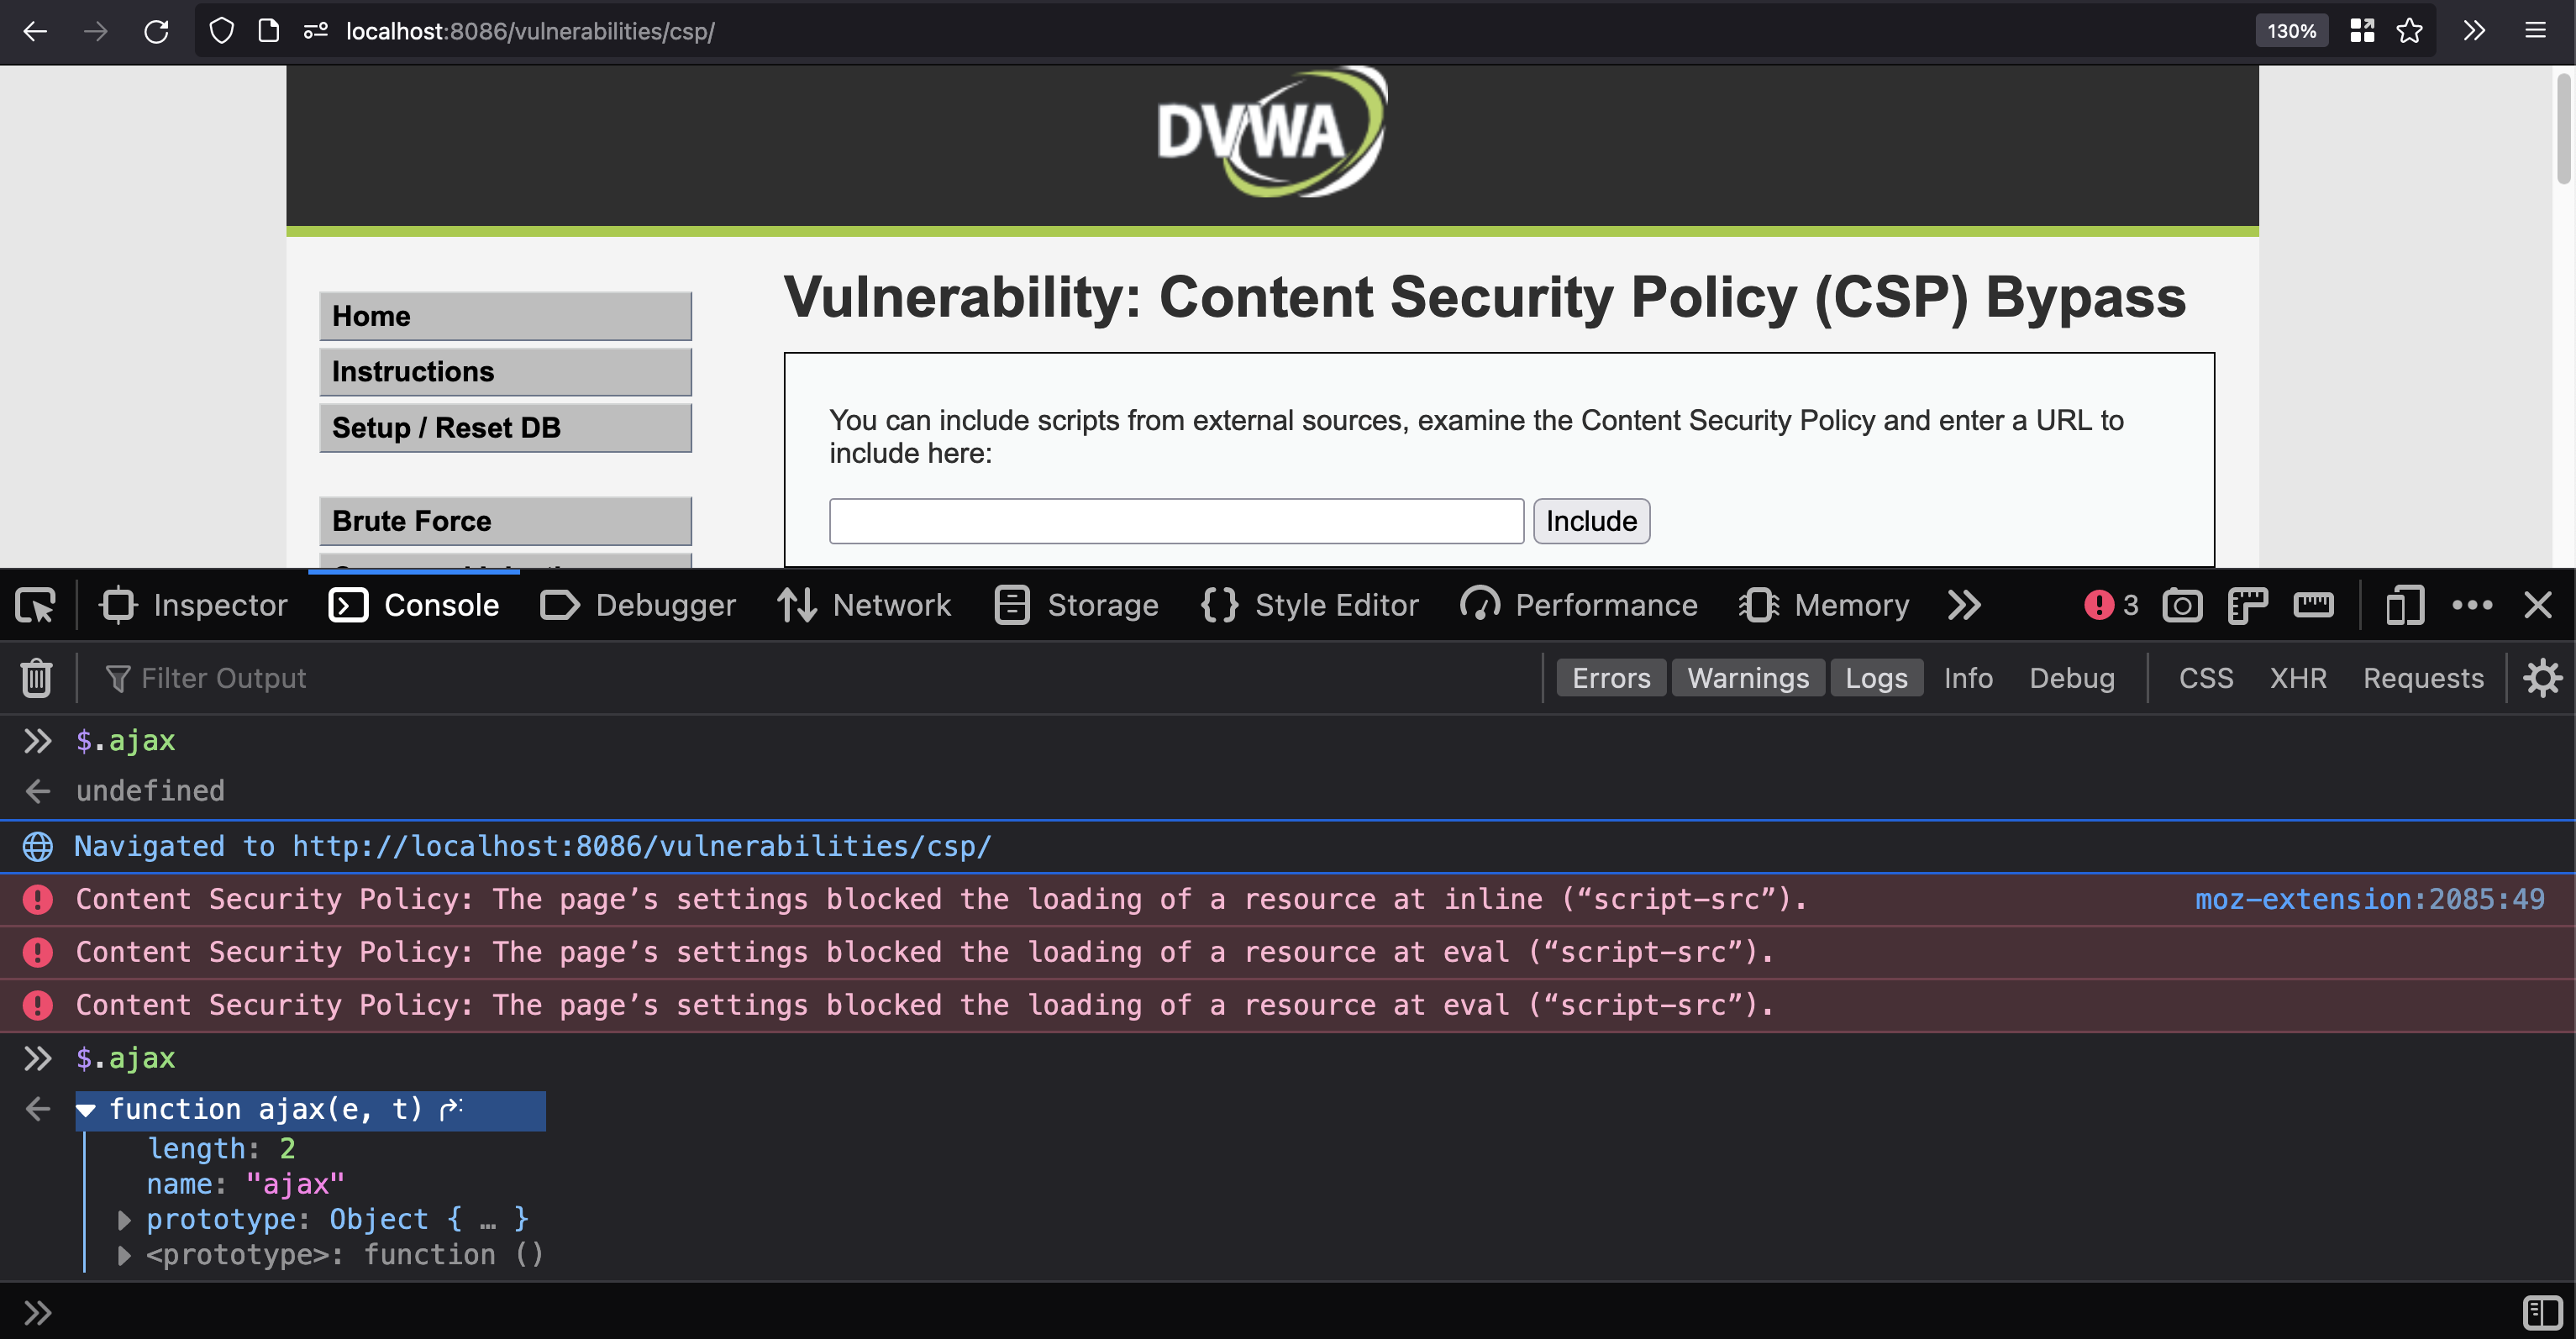 localhost:8086/vulnerabilities/csp/
130%
DVWA
Home
Instructions
Setup / Reset DB
Brute Force
Vulnerability: Content Security Policy (CSP) Bypass
You can include scripts from external sources, examine the Content Security Policy and enter a URL to
include here:
Include
Inspector Console Debugger Network Storage Style Editor Performance Memory 3
Filter Output Errors Warnings Logs Info Debug CSS XHR Requests
$.ajax
undefined
Navigated to http://localhost:8086/vulnerabilities/csp/
Content Security Policy: The page’s settings blocked the loading of a resource at inline (“script-src”). moz-extension:2085:49
Content Security Policy: The page’s settings blocked the loading of a resource at eval (“script-src”).
Content Security Policy: The page’s settings blocked the loading of a resource at eval (“script-src”).
$.ajax
function ajax(e, t)
length: 2
name: "ajax"
prototype: Object { … }
<prototype>: function ()